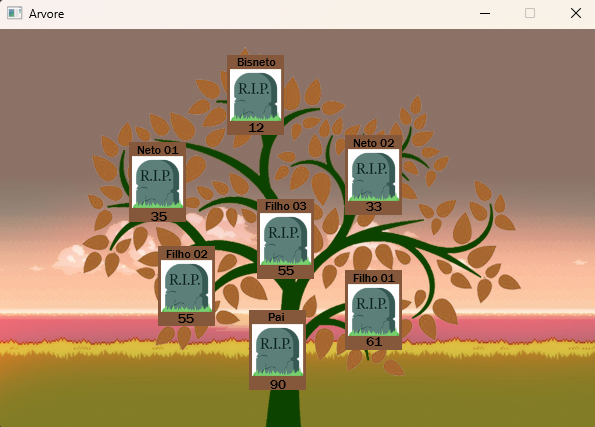 Arvore
Bisneto
R.I.P.
12
Neto 01
R.I.P.
35
Neto 02
R.I.P.
33
Filho 03
R.I.P.
55
Filho 02
R.I.P.
55
Filho 01
R.I.P.
61
Pai
R.I.P.
90